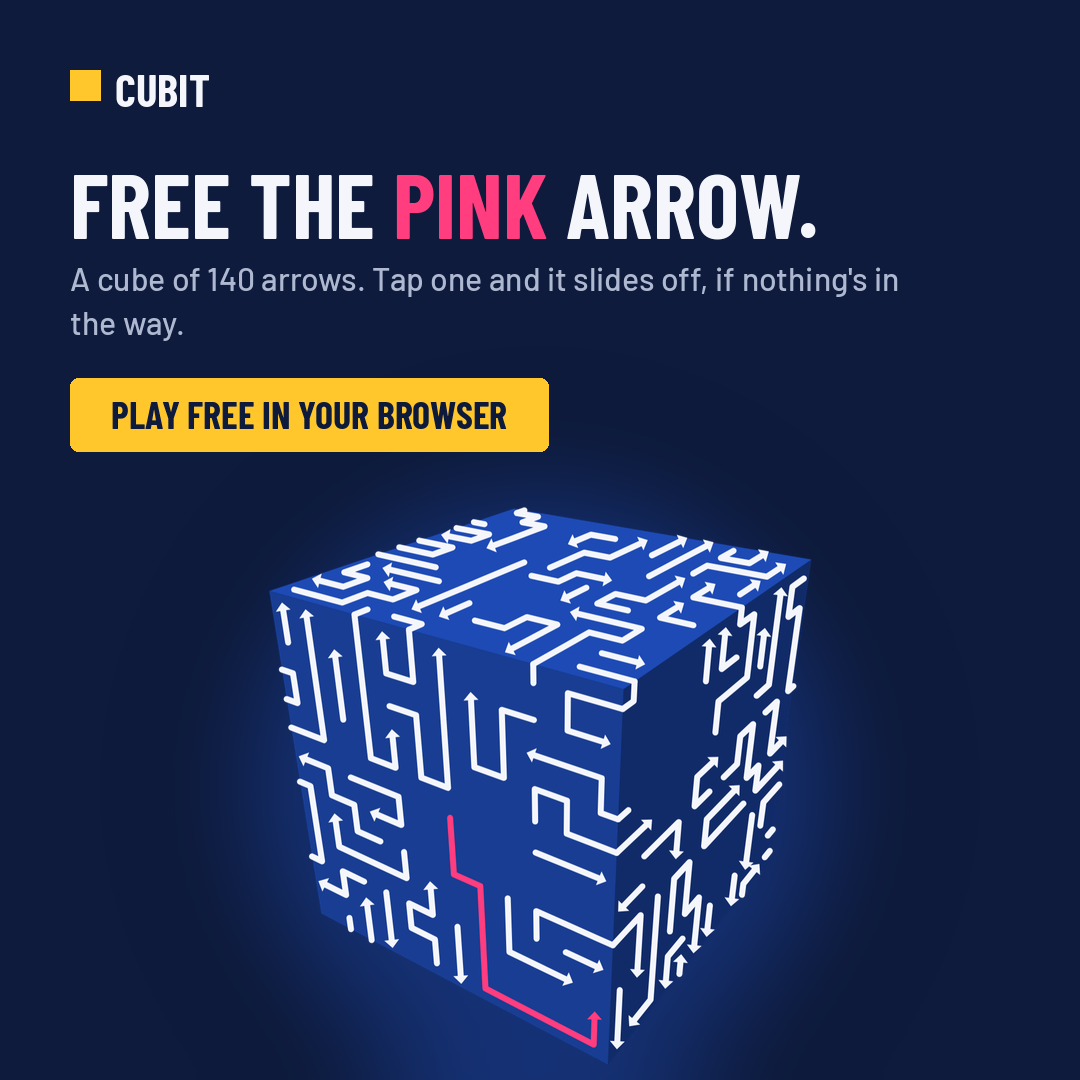 CUBIT
FREE THE PINK ARROW.
A cube of 140 arrows. Tap one and it slides off, if nothing's in
the way.
PLAY FREE IN YOUR BROWSER